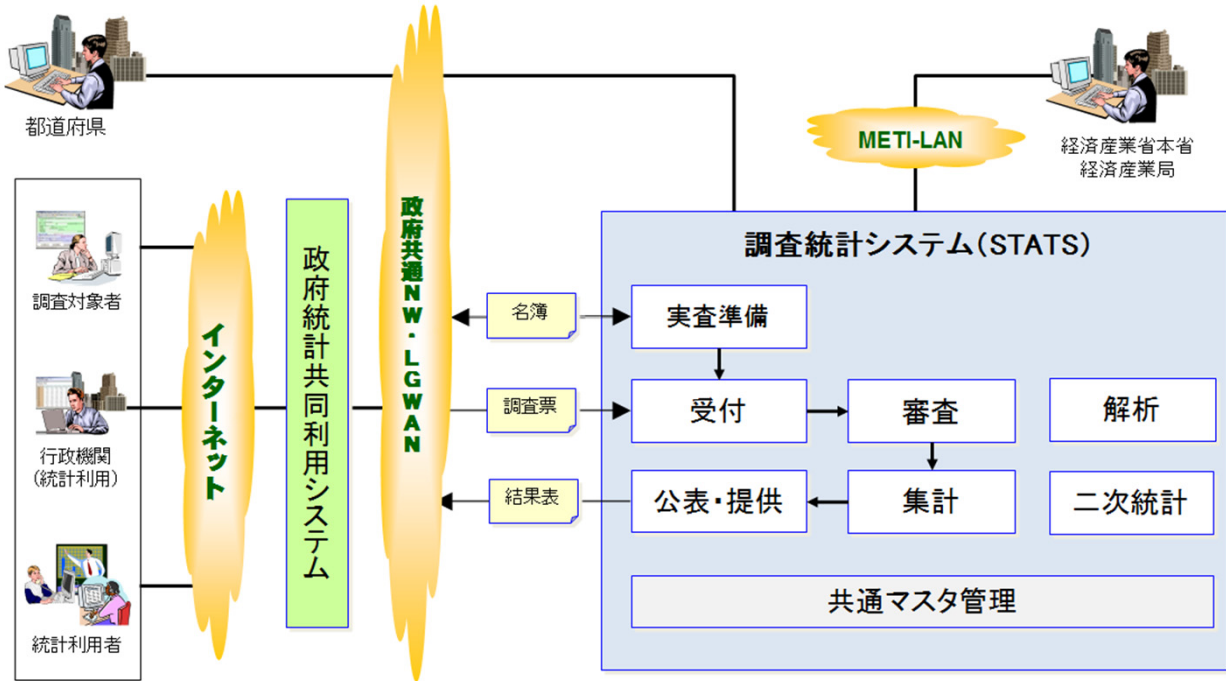 都道府県
METI-LAN
経済産業省本省
経済産業局
調査対象者
行政機関
(統計利用)
統計利用者
インターネット
政府統計共同利用システム
政府共通NW・LGWAN
名簿
調査票
結果表
調査統計システム(STATS)
実査準備
受付
審査
解析
公表・提供
集計
二次統計
共通マスタ管理